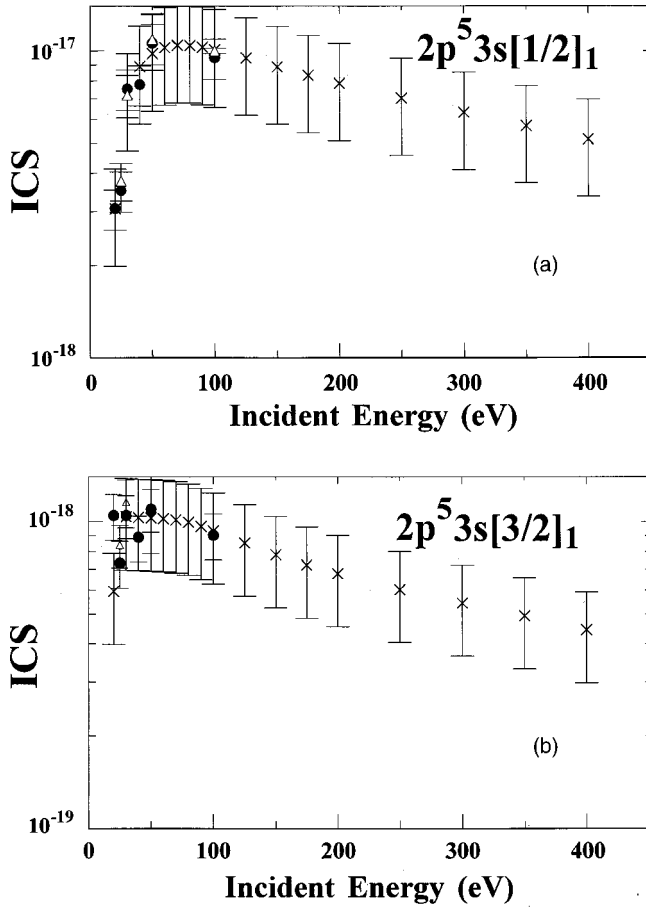 10⁻¹⁷
2p⁵3s[1/2]₁
ICS
(a)
10⁻¹⁸
0 100 200 300 400
Incident Energy (eV)
10⁻¹⁸
2p⁵3s[3/2]₁
ICS
(b)
10⁻¹⁹
0 100 200 300 400
Incident Energy (eV)